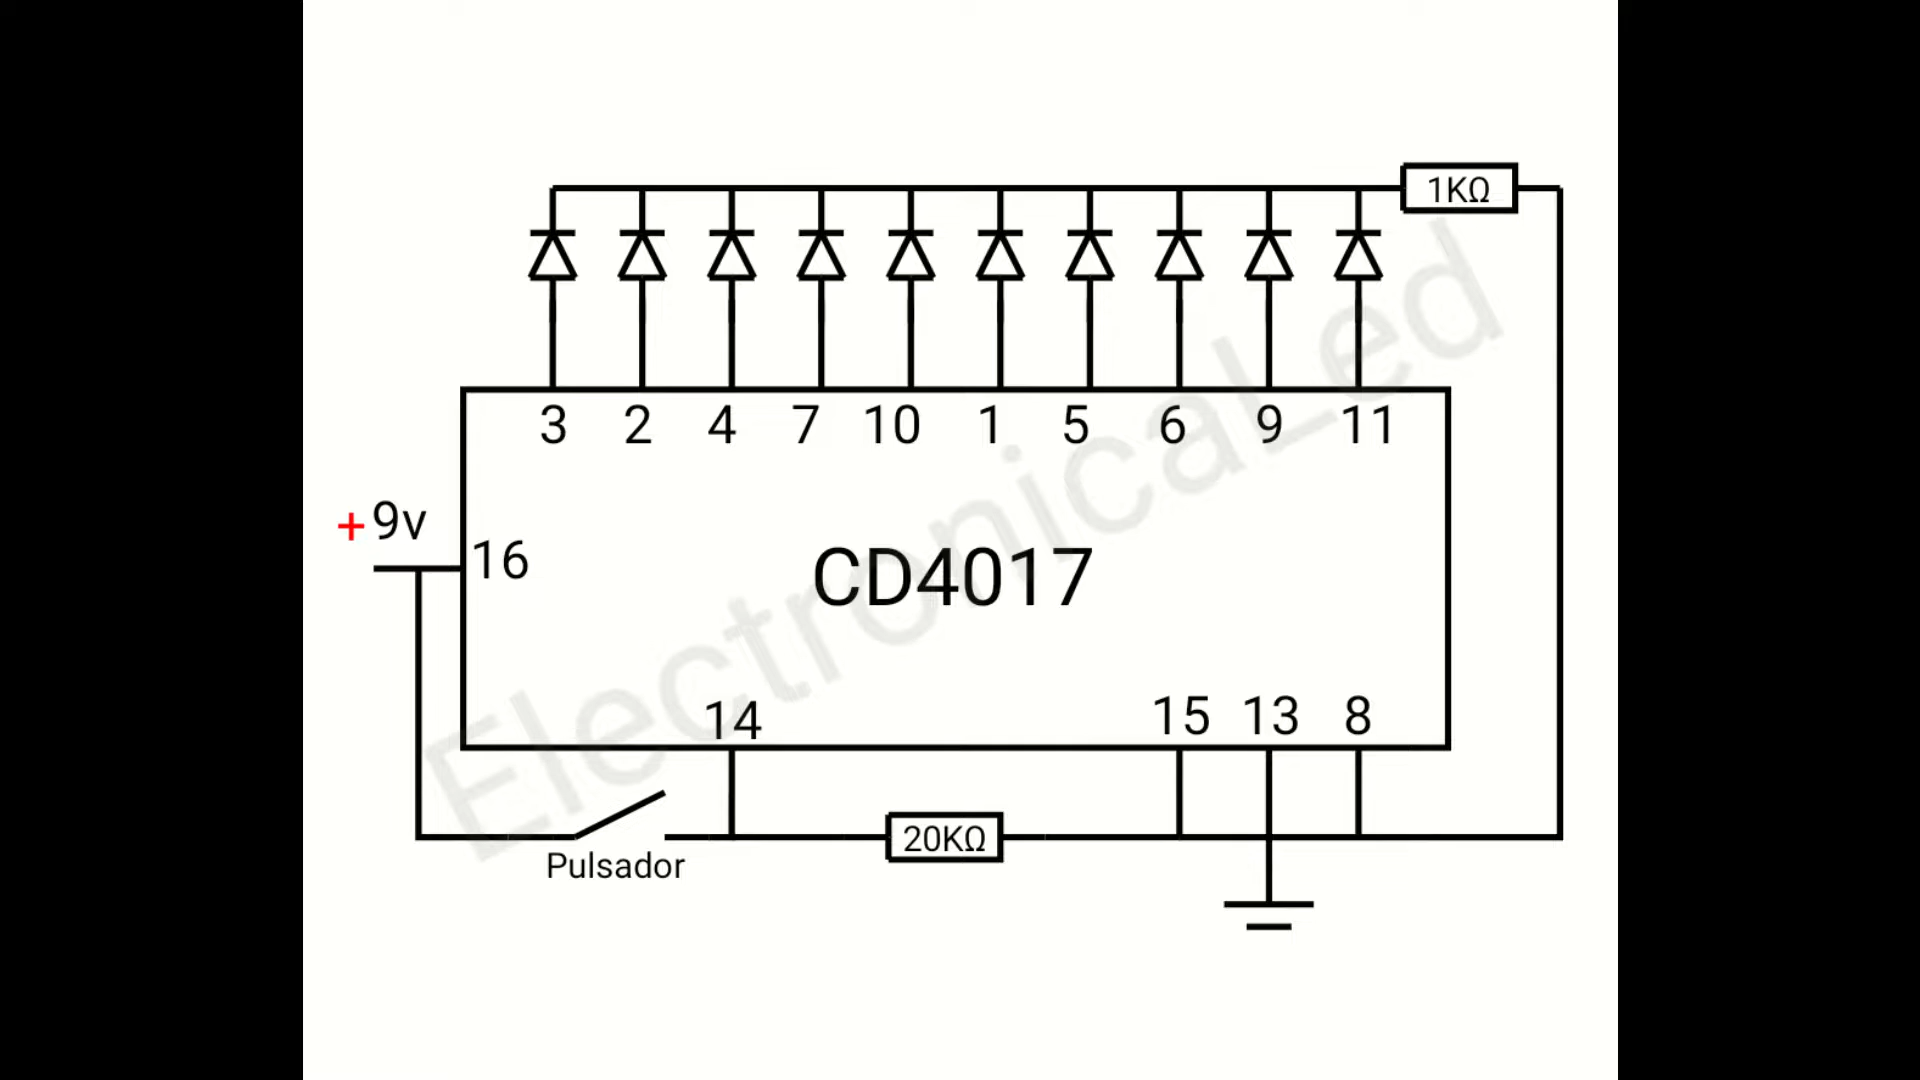 1KΩ
3 2 4 7 10 1 5 6 9 11
+9v
16
CD4017
14
15 13 8
20KΩ
Pulsador
ElectronicaLed